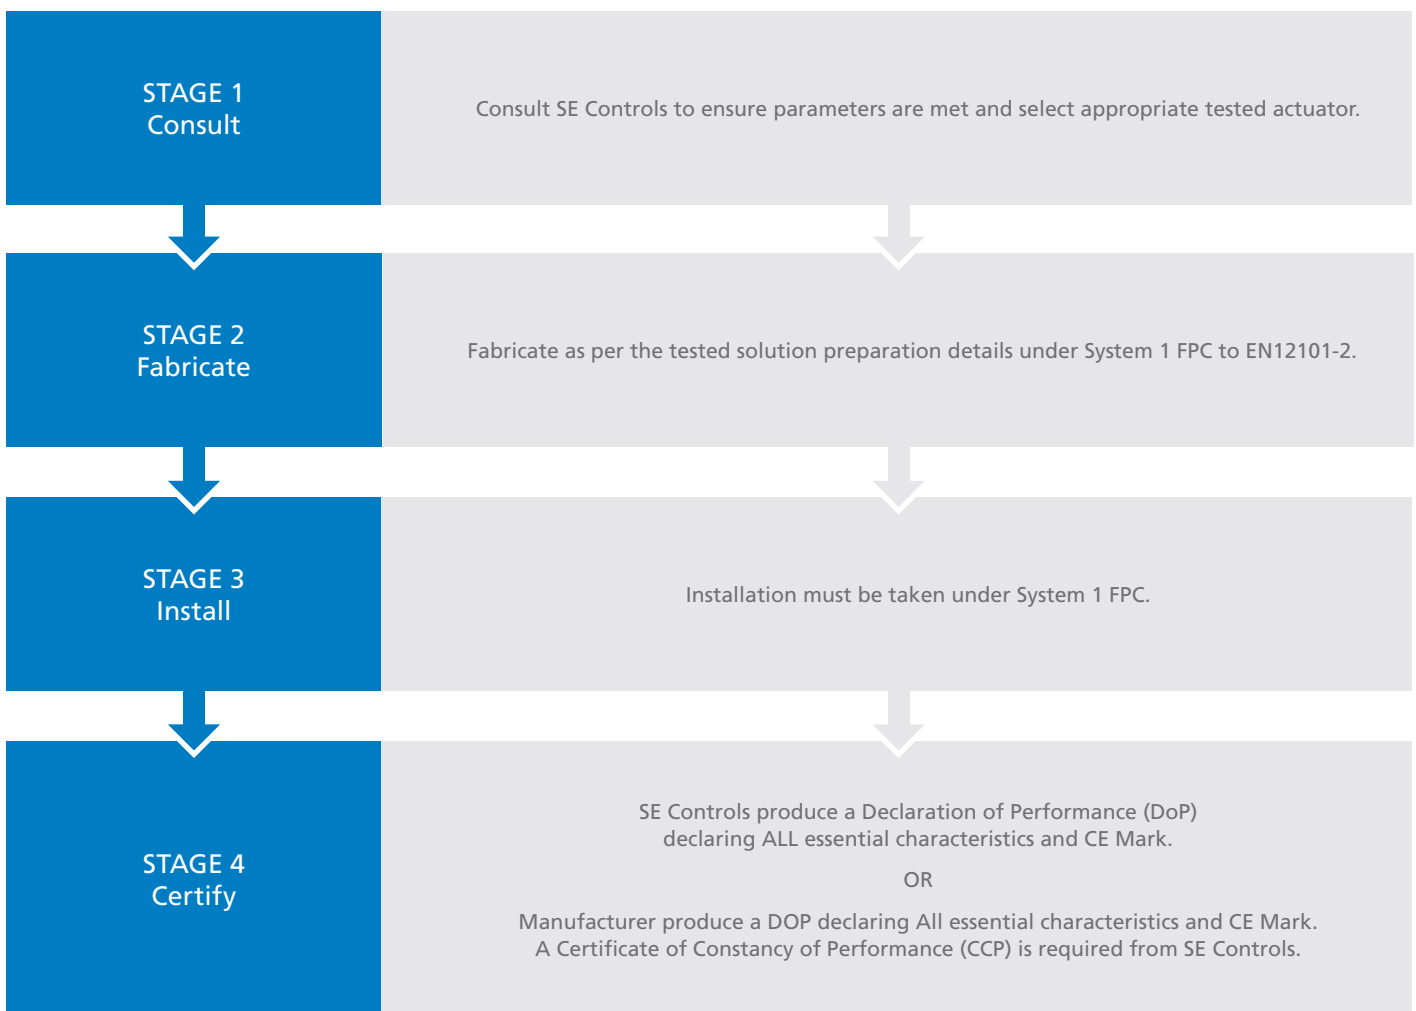 STAGE 1
Consult
Consult SE Controls to ensure parameters are met and select appropriate tested actuator.
STAGE 2
Fabricate
Fabricate as per the tested solution preparation details under System 1 FPC to EN12101-2.
STAGE 3
Install
Installation must be taken under System 1 FPC.
STAGE 4
Certify
SE Controls produce a Declaration of Performance (DoP)
declaring ALL essential characteristics and CE Mark.
OR
Manufacturer produce a DOP declaring All essential characteristics and CE Mark.
A Certificate of Constancy of Performance (CCP) is required from SE Controls.